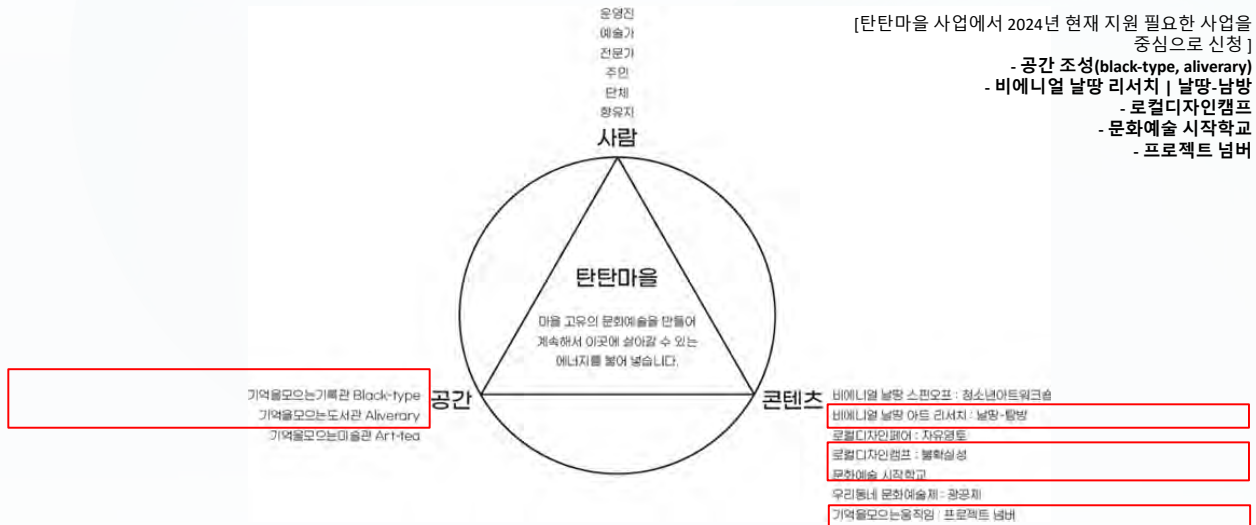 운영진
예술가
전문가
주민
단체
향유자
사람
[탄탄마을 사업에서 2024년 현재 지원 필요한 사업을
중심으로 신청 ]
- 공간 조성(black-type, aliverary)
- 비에니얼 날땅 리서치 | 날땅-남방
- 로컬디자인캠프
- 문화예술 시작학교
- 프로젝트 넘버
탄탄마을
마을 고유의 문화예술을 만들어
계속해서 이곳에 살아갈 수 있는
에너지를 불어 넣습니다.
공간
기억을모으는기록관 Black-type
기억을모으는도서관 Aliverary
기억을모으는미술관 Art-tea
콘텐츠
비에니얼 날땅 스핀오프 : 청소년아트워크숍
비에니얼 날땅 아트 리서치 : 날땅-탐방
로컬디자인페어 : 자유영토
로컬디자인캠프 : 불확실성
문화예술 시작학교
우리동네 문화예술제 : 광공제
기억을모으는움직임 : 프로젝트 넘버